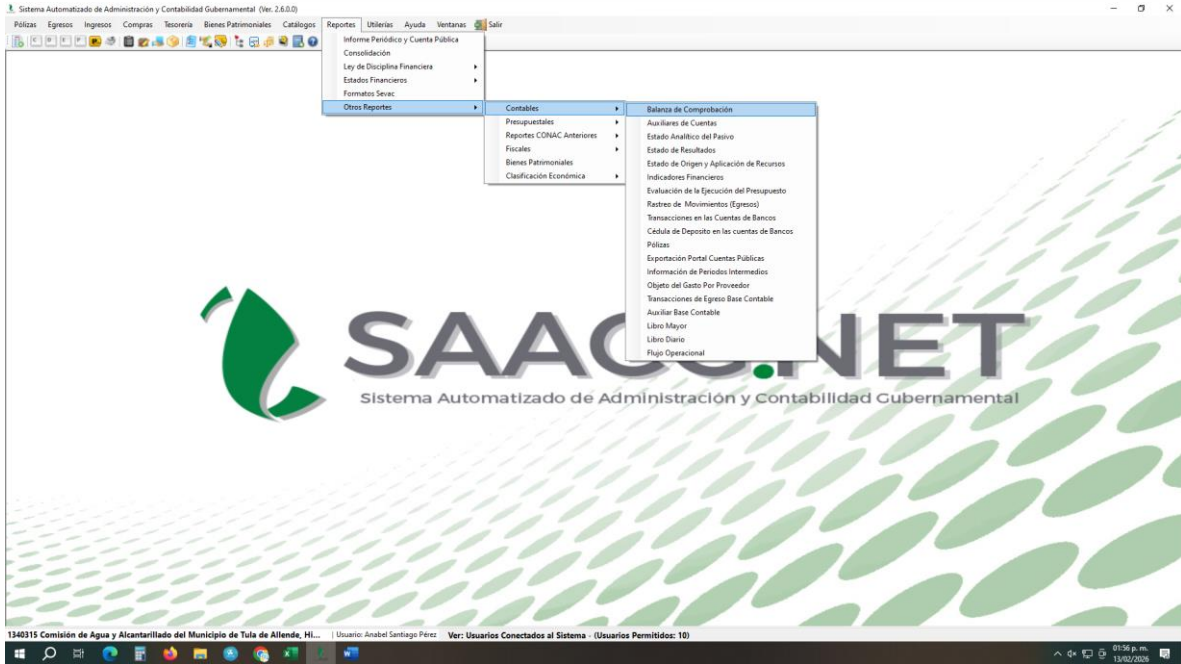 Sistema Automatizado de Administración y Contabilidad Gubernamental (Ver. 2.6.0.0)
Pólizas Egresos Ingresos Compras Tesorería Bienes Patrimoniales Catálogos Reportes Utilerías Ayuda Ventanas Salir
Informe Periódico y Cuenta Pública
Consolidación
Ley de Disciplina Financiera
Estados Financieros
Formatos Sevac
Otros Reportes
Contables
Presupuestales
Reportes CONAC Anteriores
Fiscales
Bienes Patrimoniales
Clasificación Económica
Balanza de Comprobación
Auxiliares de Cuentas
Estado Analítico del Pasivo
Estado de Resultados
Estado de Origen y Aplicación de Recursos
Indicadores Financieros
Evaluación de la Ejecución del Presupuesto
Rastreo de Movimientos (Egresos)
Transacciones en las Cuentas de Bancos
Cédula de Deposito en las cuentas de Bancos
Pólizas
Exportación Portal Cuentas Públicas
Información de Periodos Intermedios
Objeto del Gasto Por Proveedor
Transacciones de Egreso Base Contable
Auxiliar Base Contable
Libro Mayor
Libro Diario
Flujo Operacional
SAACG.NET
Sistema Automatizado de Administración y Contabilidad Gubernamental
1340315 Comisión de Agua y Alcantarillado del Municipio de Tula de Allende, Hi... Usuario: Anabel Santiago Pérez Ver: Usuarios Conectados al Sistema - (Usuarios Permitidos: 10)
01:56 p. m.
13/02/2026